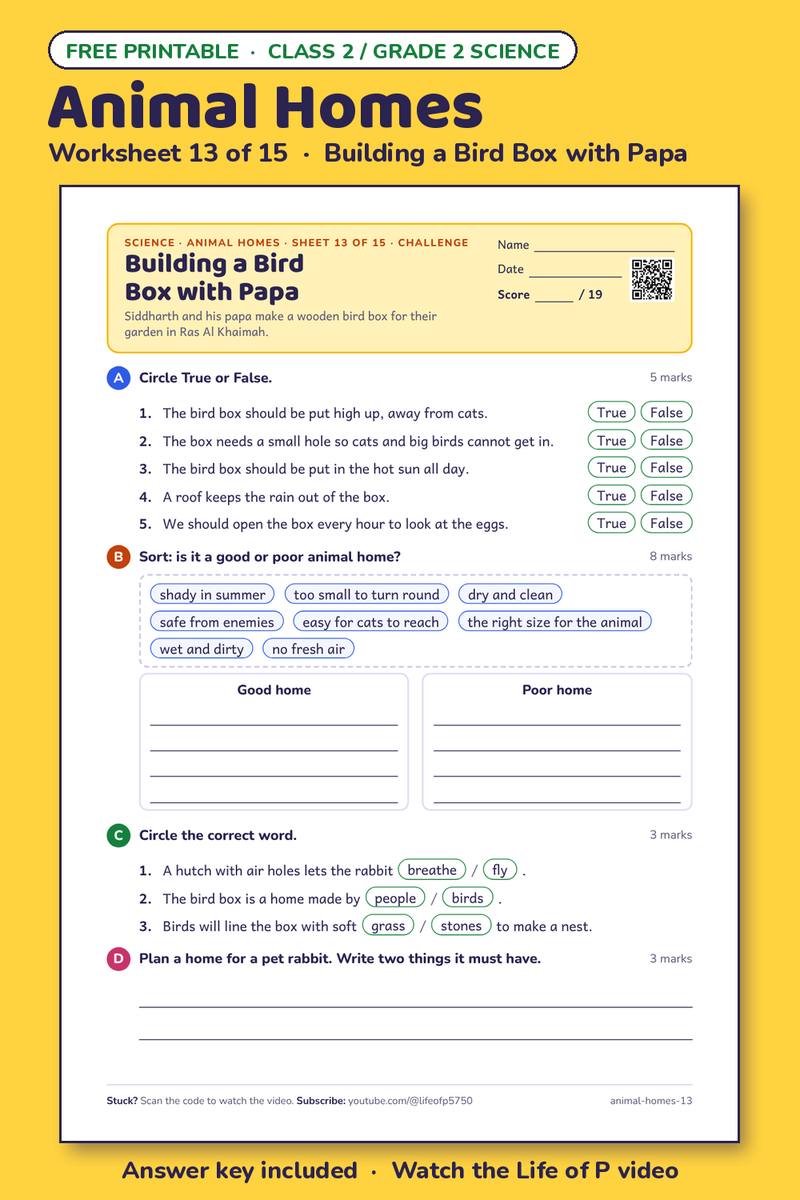 FREE PRINTABLE · CLASS 2 / GRADE 2 SCIENCE
Animal Homes
Worksheet 13 of 15 · Building a Bird Box with Papa
SCIENCE · ANIMAL HOMES · SHEET 13 OF 15 · CHALLENGE
Building a Bird
Box with Papa
Siddharth and his papa make a wooden bird box for their
garden in Ras Al Khaimah.
Name
Date
Score / 19
A Circle True or False. 5 marks
1. The bird box should be put high up, away from cats. True False
2. The box needs a small hole so cats and big birds cannot get in. True False
3. The bird box should be put in the hot sun all day. True False
4. A roof keeps the rain out of the box. True False
5. We should open the box every hour to look at the eggs. True False
B Sort: is it a good or poor animal home? 8 marks
shady in summer too small to turn round dry and clean
safe from enemies easy for cats to reach the right size for the animal
wet and dirty no fresh air
Good home Poor home
C Circle the correct word. 3 marks
1. A hutch with air holes lets the rabbit breathe / fly .
2. The bird box is a home made by people / birds .
3. Birds will line the box with soft grass / stones to make a nest.
D Plan a home for a pet rabbit. Write two things it must have. 3 marks
Stuck? Scan the code to watch the video. Subscribe: youtube.com/@lifeofp5750 animal-homes-13
Answer key included · Watch the Life of P video